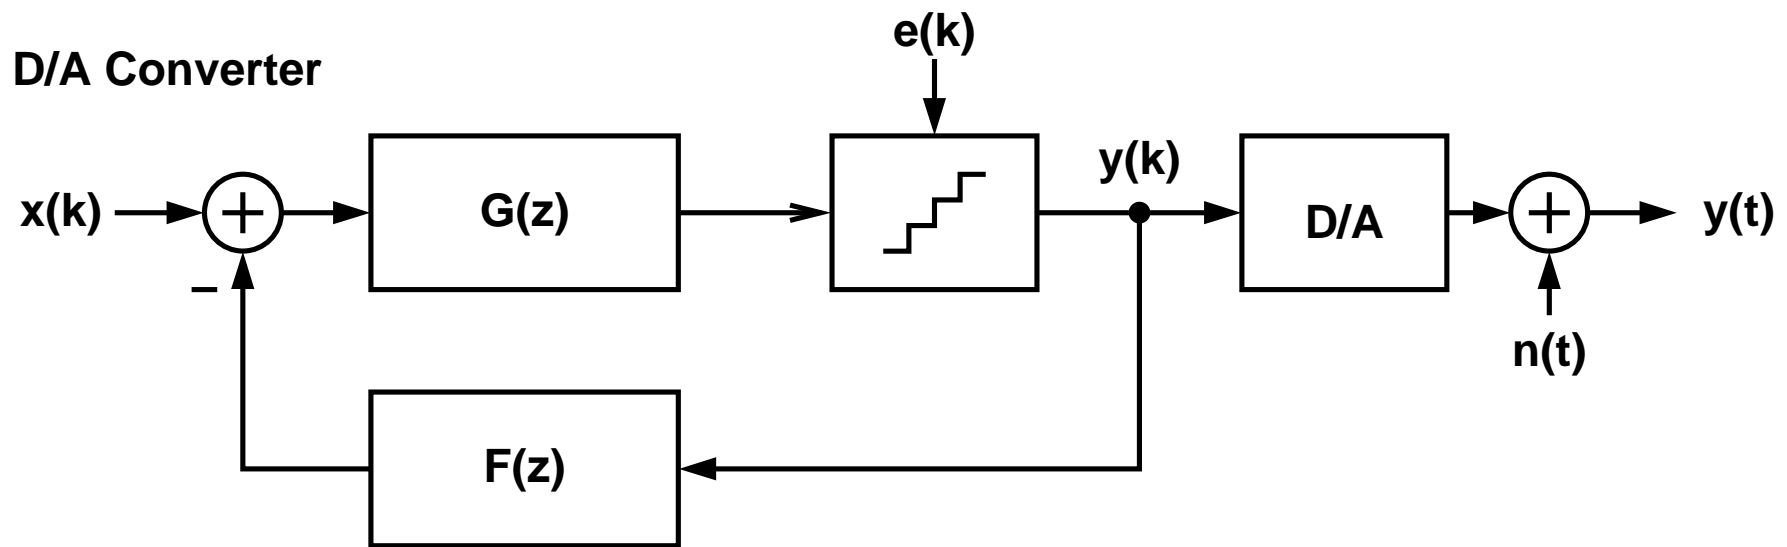 e(k)
D/A Converter
y(k)
x(k)
+
G(z)
D/A
+
y(t)
–
n(t)
F(z)